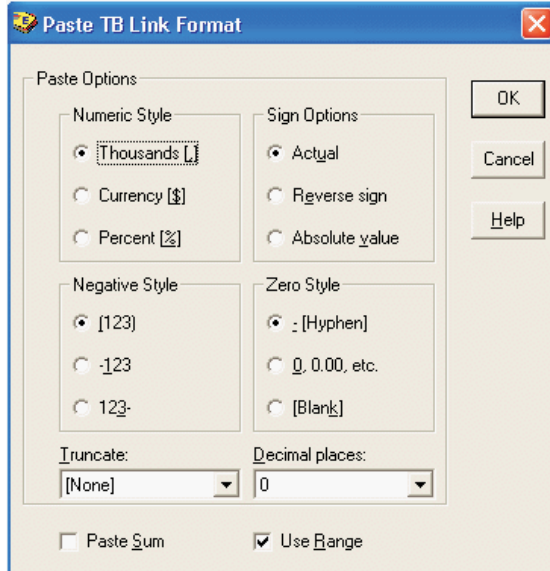 Paste TB Link Format
Paste Options
OK
Numeric Style
Sign Options
Thousands [,]
Actual
Cancel
Currency [$]
Reverse sign
Percent [%]
Absolute value
Help
Negative Style
Zero Style
(123)
- [Hyphen]
-123
0, 0.00, etc.
123-
[Blank]
Truncate:
Decimal places:
[None]
0
Paste Sum
Use Range